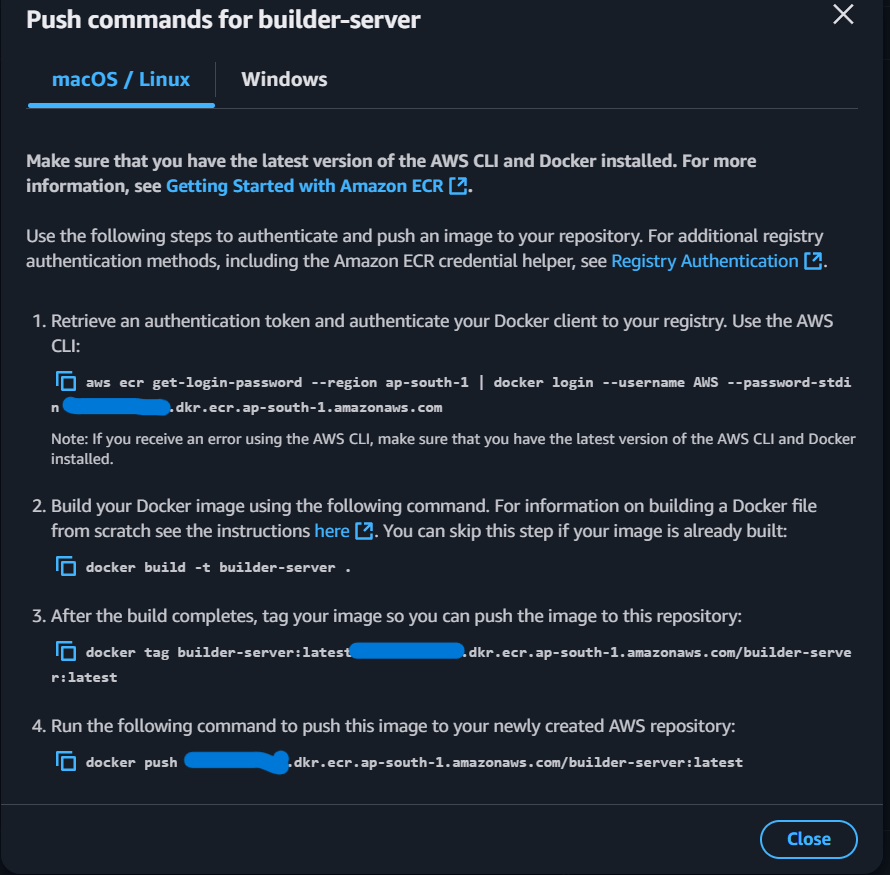 Push commands for builder-server
macOS / Linux
Windows
Make sure that you have the latest version of the AWS CLI and Docker installed. For more
information, see Getting Started with Amazon ECR.
Use the following steps to authenticate and push an image to your repository. For additional registry
authentication methods, including the Amazon ECR credential helper, see Registry Authentication.
1. Retrieve an authentication token and authenticate your Docker client to your registry. Use the AWS
CLI:
aws ecr get-login-password --region ap-south-1 | docker login --username AWS --password-stdi
n .dkr.ecr.ap-south-1.amazonaws.com
Note: If you receive an error using the AWS CLI, make sure that you have the latest version of the AWS CLI and Docker
installed.
2. Build your Docker image using the following command. For information on building a Docker file
from scratch see the instructions here. You can skip this step if your image is already built:
docker build -t builder-server .
3. After the build completes, tag your image so you can push the image to this repository:
docker tag builder-server:latest .dkr.ecr.ap-south-1.amazonaws.com/builder-serve
r:latest
4. Run the following command to push this image to your newly created AWS repository:
docker push .dkr.ecr.ap-south-1.amazonaws.com/builder-server:latest
Close